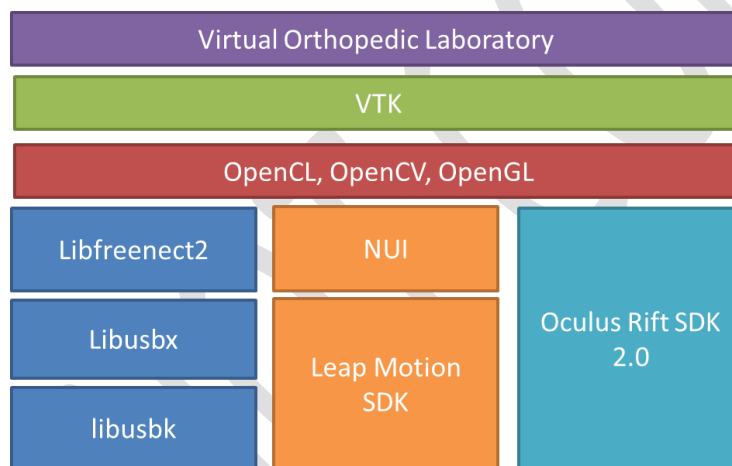 Virtual Orthopedic Laboratory
VTK
OpenCL, OpenCV, OpenGL
Libfreenect2
NUI
Oculus Rift SDK
2.0
Libusbx
Leap Motion
SDK
libusbk